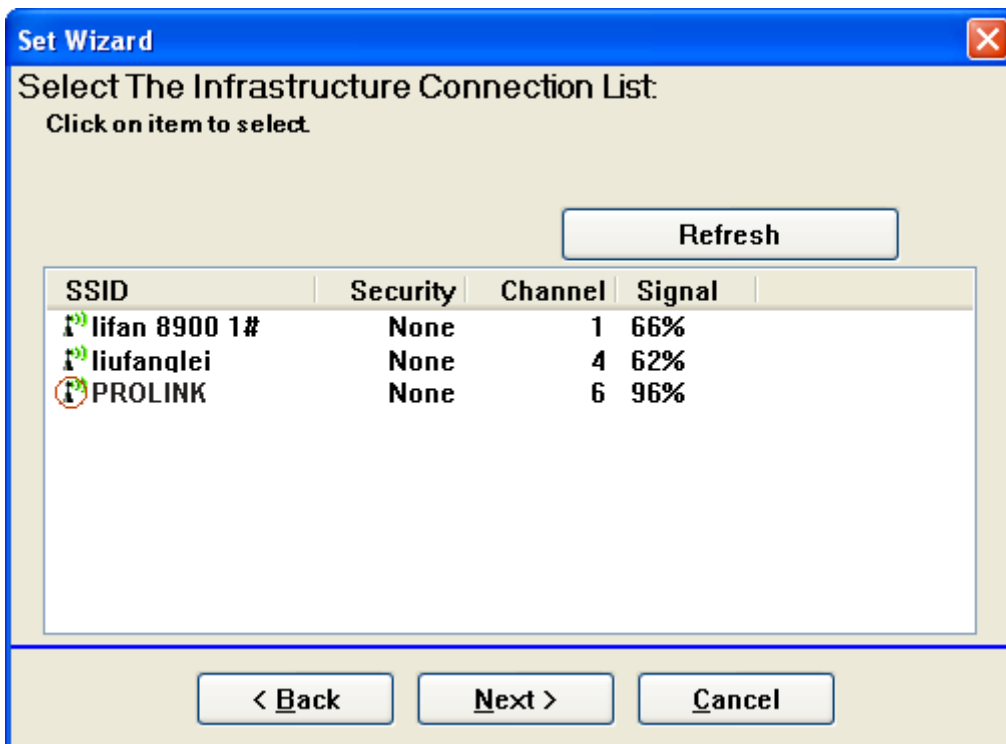 Set Wizard
Select The Infrastructure Connection List:
Click on item to select.
Refresh
SSID Security Channel Signal
lifan 8900 1# None 1 66%
liufanglei None 4 62%
PROLINK None 6 96%
< Back Next > Cancel